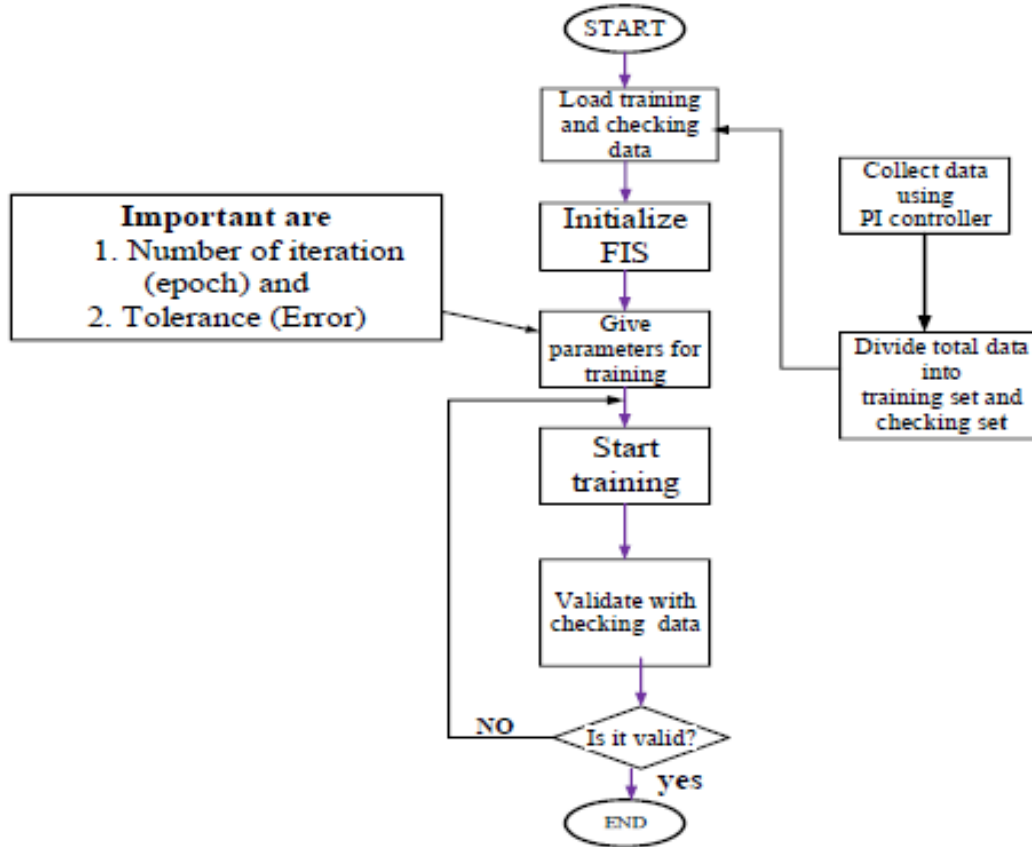 START
Load training
and checking
data
Collect data
using
PI controller
Important are
1. Number of iteration
(epoch) and
2. Tolerance (Error)
Initialize
FIS
Give
parameters for
training
Divide total data
into
training set and
checking set
Start
training
Validate with
checking data
NO
Is it valid?
yes
END